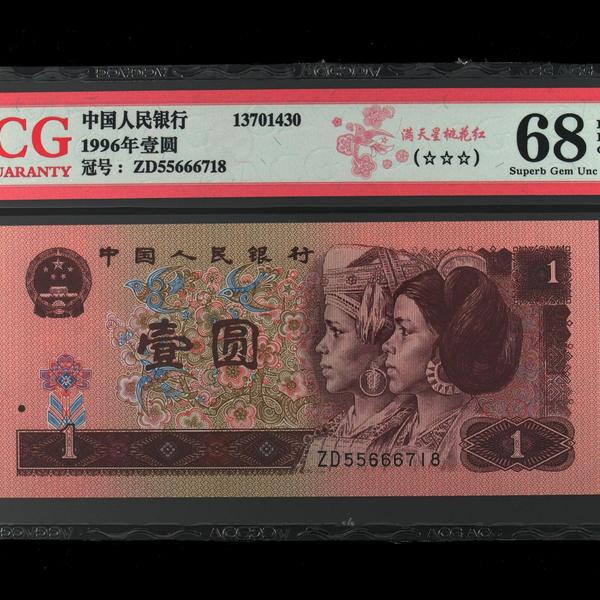 CG
UARANTY
中国人民银行
13701430
1996年壹圆
冠号：ZD55666718
满天星桃花红
(☆☆☆)
68
Superb Gem Unc
中国人民银行
1
壹圆
1
1
ZD55666718